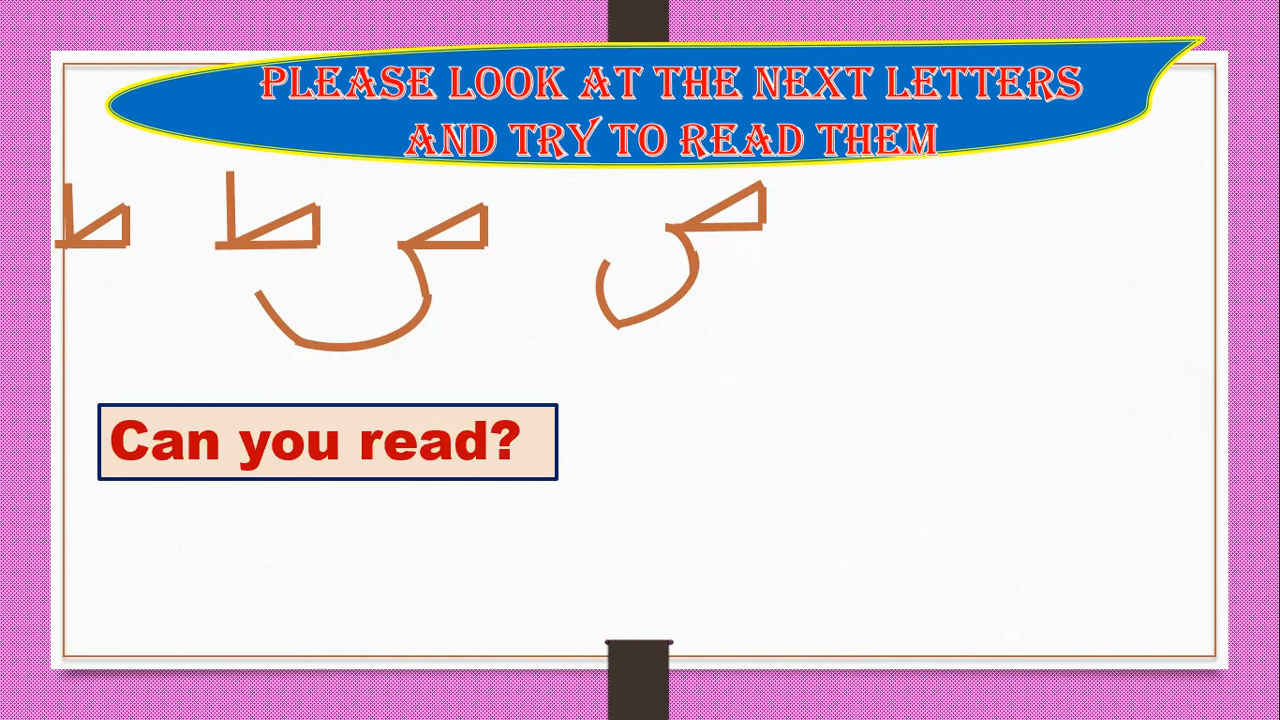 PLEASE LOOK AT THE NEXT LETTERS
AND TRY TO READ THEM
ص ص ط ط
Can you read?